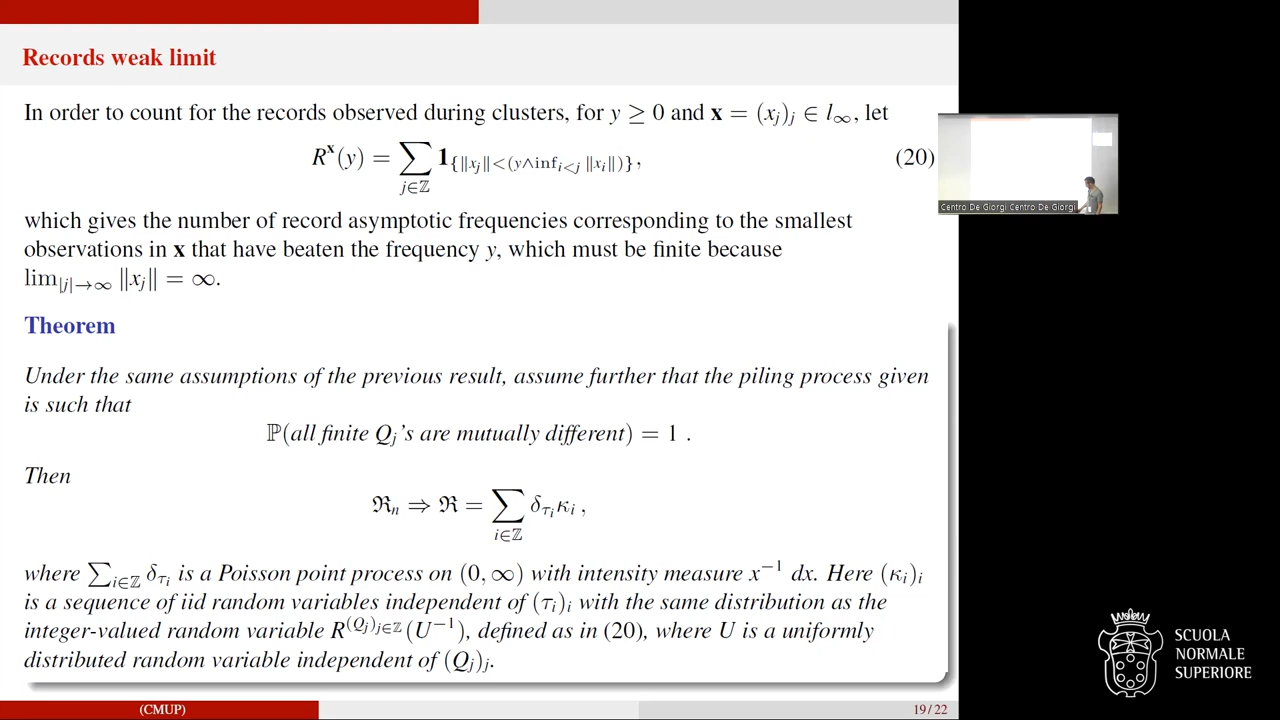 Records weak limit
In order to count for the records observed during clusters, for y ≥ 0 and x = (x_j)_j ∈ l_∞, let
R^x(y) = ∑_{j∈ℤ} 1_{{‖x_j‖<(y∧inf_{i<j} ‖x_i‖)}}, (20)
which gives the number of record asymptotic frequencies corresponding to the smallest
observations in x that have beaten the frequency y, which must be finite because
lim_{|j|→∞} ‖x_j‖ = ∞.
Theorem
Under the same assumptions of the previous result, assume further that the piling process given
is such that
ℙ(all finite Q_j's are mutually different) = 1 .
Then
ℜ_n ⇒ ℜ = ∑_{i∈ℤ} δ_{τ_i} κ_i ,
where ∑_{i∈ℤ} δ_{τ_i} is a Poisson point process on (0, ∞) with intensity measure x^{-1} dx. Here (κ_i)_i
is a sequence of iid random variables independent of (τ_i)_i with the same distribution as the
integer-valued random variable R^{(Q_j)_{j∈ℤ}}(U^{-1}), defined as in (20), where U is a uniformly
distributed random variable independent of (Q_j)_j.
(CMUP)
19 / 22
Centro De Giorgi Centro De Giorgi
SCUOLA
NORMALE
SUPERIORE